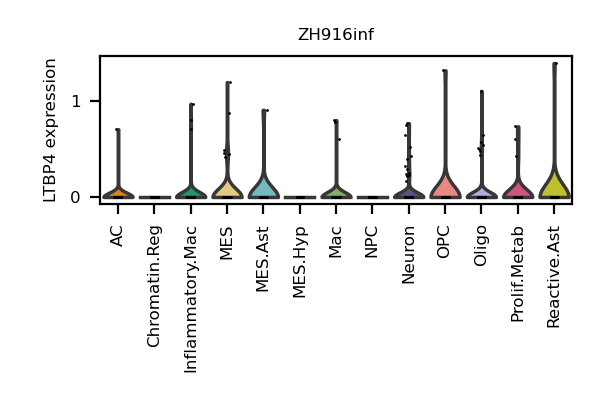 ZH916inf
LTBP4 expression
1
0
AC
Chromatin.Reg
Inflammatory.Mac
MES
MES.Ast
MES.Hyp
Mac
NPC
Neuron
OPC
Oligo
Prolif.Metab
Reactive.Ast